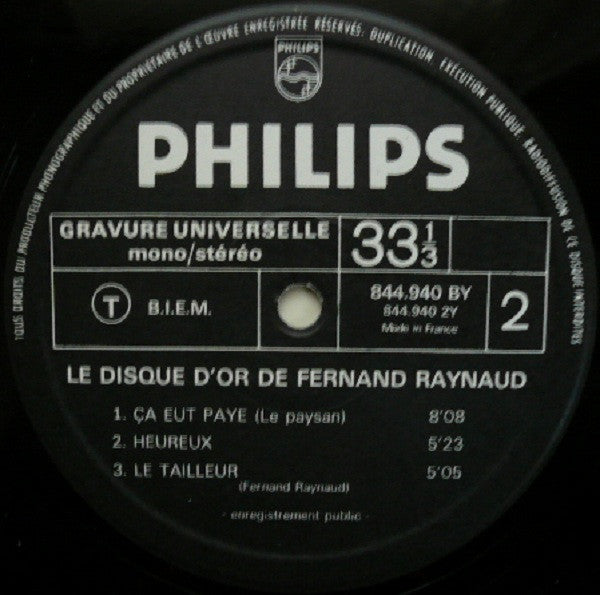 TOUS DROITS DU PRODUCTEUR PHONOGRAPHIQUE ET DU PROPRIÉTAIRE DE L'ŒUVRE ENREGISTRÉE RÉSERVÉS. DUPLICATION, EXÉCUTION PUBLIQUE, RADIODIFFUSION DE CE DISQUE INTERDITES
PHILIPS
PHILIPS
GRAVURE UNIVERSELLE
mono/stéréo
33 1/3
T B.I.E.M.
844.940 BY
844.940 2Y
Made in France
2
LE DISQUE D'OR DE FERNAND RAYNAUD
1. ÇA EUT PAYE (Le paysan) 8'08
2. HEUREUX 5'23
3. LE TAILLEUR 5'05
(Fernand Raynaud)
- enregistrement public -